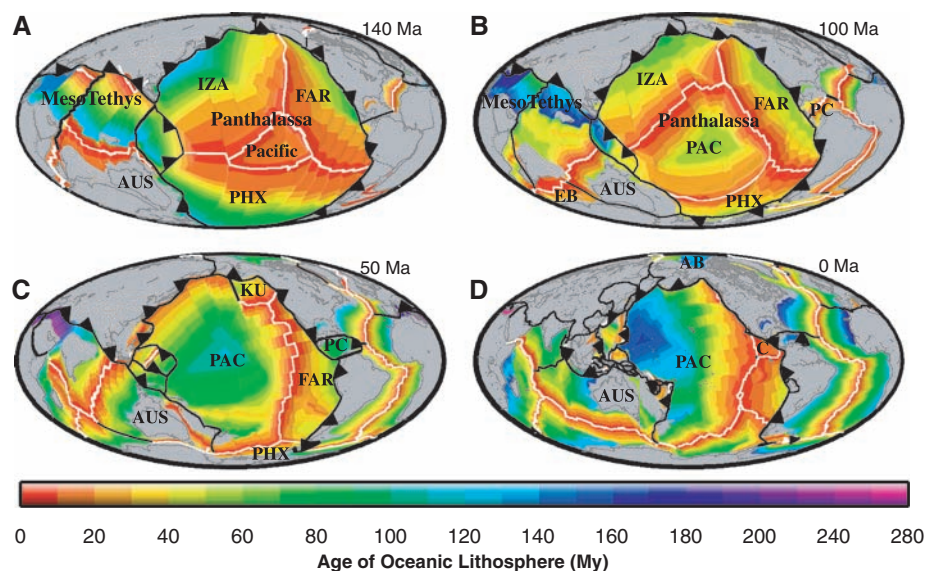 A
140 Ma
MesoTethys
IZA
FAR
Panthalassa
Pacific
AUS
PHX
B
100 Ma
MesoTethys
IZA
FAR
PC
Panthalassa
PAC
EB
AUS
PHX
C
50 Ma
KU
PAC
PC
FAR
AUS
PHX
D
0 Ma
AB
PAC
C
AUS
0 20 40 60 80 100 120 140 160 180 200 220 240 280
Age of Oceanic Lithosphere (My)